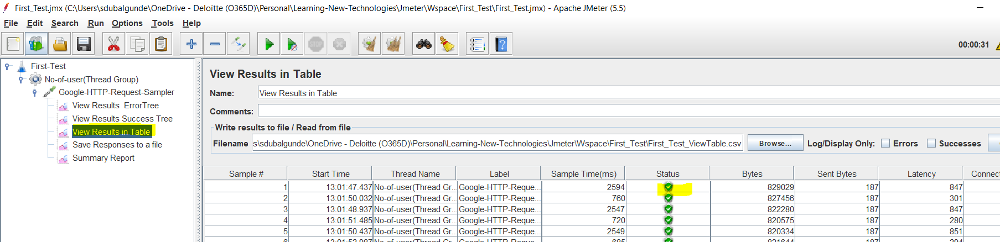 First_Test.jmx (C:\Users\sdubalgunde\OneDrive - Deloitte (O365D)\Personal\Learning-New-Technologies\Jmeter\Wspace\First_Test\First_Test.jmx) - Apache JMeter (5.5)
File Edit Search Run Options Tools Help
STOP
00:00:31
First-Test
No-of-user(Thread Group)
Google-HTTP-Request-Sampler
View Results ErrorTree
View Results Success Tree
View Results in Table
Save Responses to a file
Summary Report
View Results in Table
Name: View Results in Table
Comments:
Write results to file / Read from file
Filename s\sdubalgunde\OneDrive - Deloitte (O365D)\Personal\Learning-New-Technologies\Jmeter\Wspace\First_Test\First_Test_ViewTable.csv Browse... Log/Display Only: Errors Successes
Sample # Start Time Thread Name Label Sample Time(ms) Status Bytes Sent Bytes Latency Connect
1 13:01:47.437 No-of-user(Thread Gr... Google-HTTP-Reque... 2594 829029 187 847
2 13:01:50.032 No-of-user(Thread Gr... Google-HTTP-Reque... 760 827456 187 301
3 13:01:48.937 No-of-user(Thread Gr... Google-HTTP-Reque... 2547 822280 187 847
4 13:01:51.485 No-of-user(Thread Gr... Google-HTTP-Reque... 720 820575 187 280
5 13:01:50.437 No-of-user(Thread Gr... Google-HTTP-Reque... 2549 820334 187 851